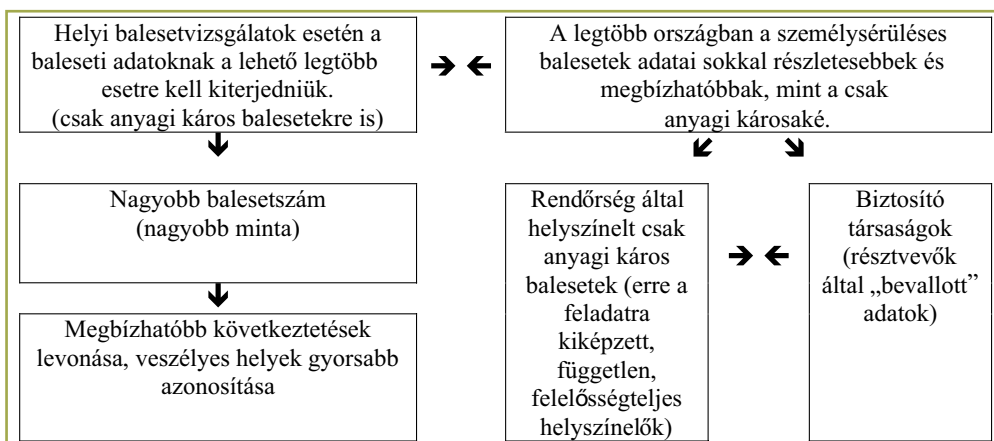 Helyi balesetvizsgálatok esetén a
baleseti adatoknak a lehető legtöbb
esetre kell kiterjedniük.
(csak anyagi káros balesetekre is)
A legtöbb országban a személysérüléses
balesetek adatai sokkal részletesebbek és
megbízhatóbbak, mint a csak
anyagi károsaké.
Nagyobb balesetszám
(nagyobb minta)
Megbízhatóbb következtetések
levonása, veszélyes helyek gyorsabb
azonosítása
Rendőrség által
helyszínelt csak
anyagi káros
balesetek (erre a
feladatra
kiképzett,
független,
felelősségteljes
helyszínelők)
Biztosító
társaságok
(résztvevők
által „bevallott”
adatok)